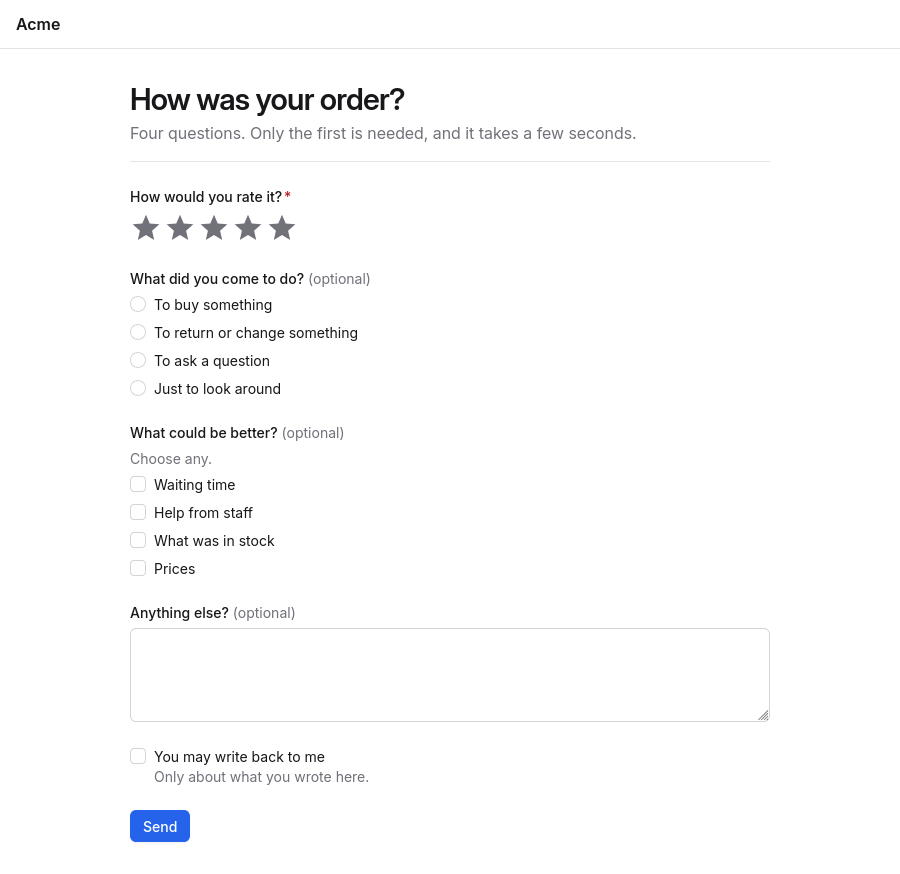 Acme
How was your order?
Four questions. Only the first is needed, and it takes a few seconds.
How would you rate it?*
What did you come to do? (optional)
To buy something
To return or change something
To ask a question
Just to look around
What could be better? (optional)
Choose any.
Waiting time
Help from staff
What was in stock
Prices
Anything else? (optional)
You may write back to me
Only about what you wrote here.
Send